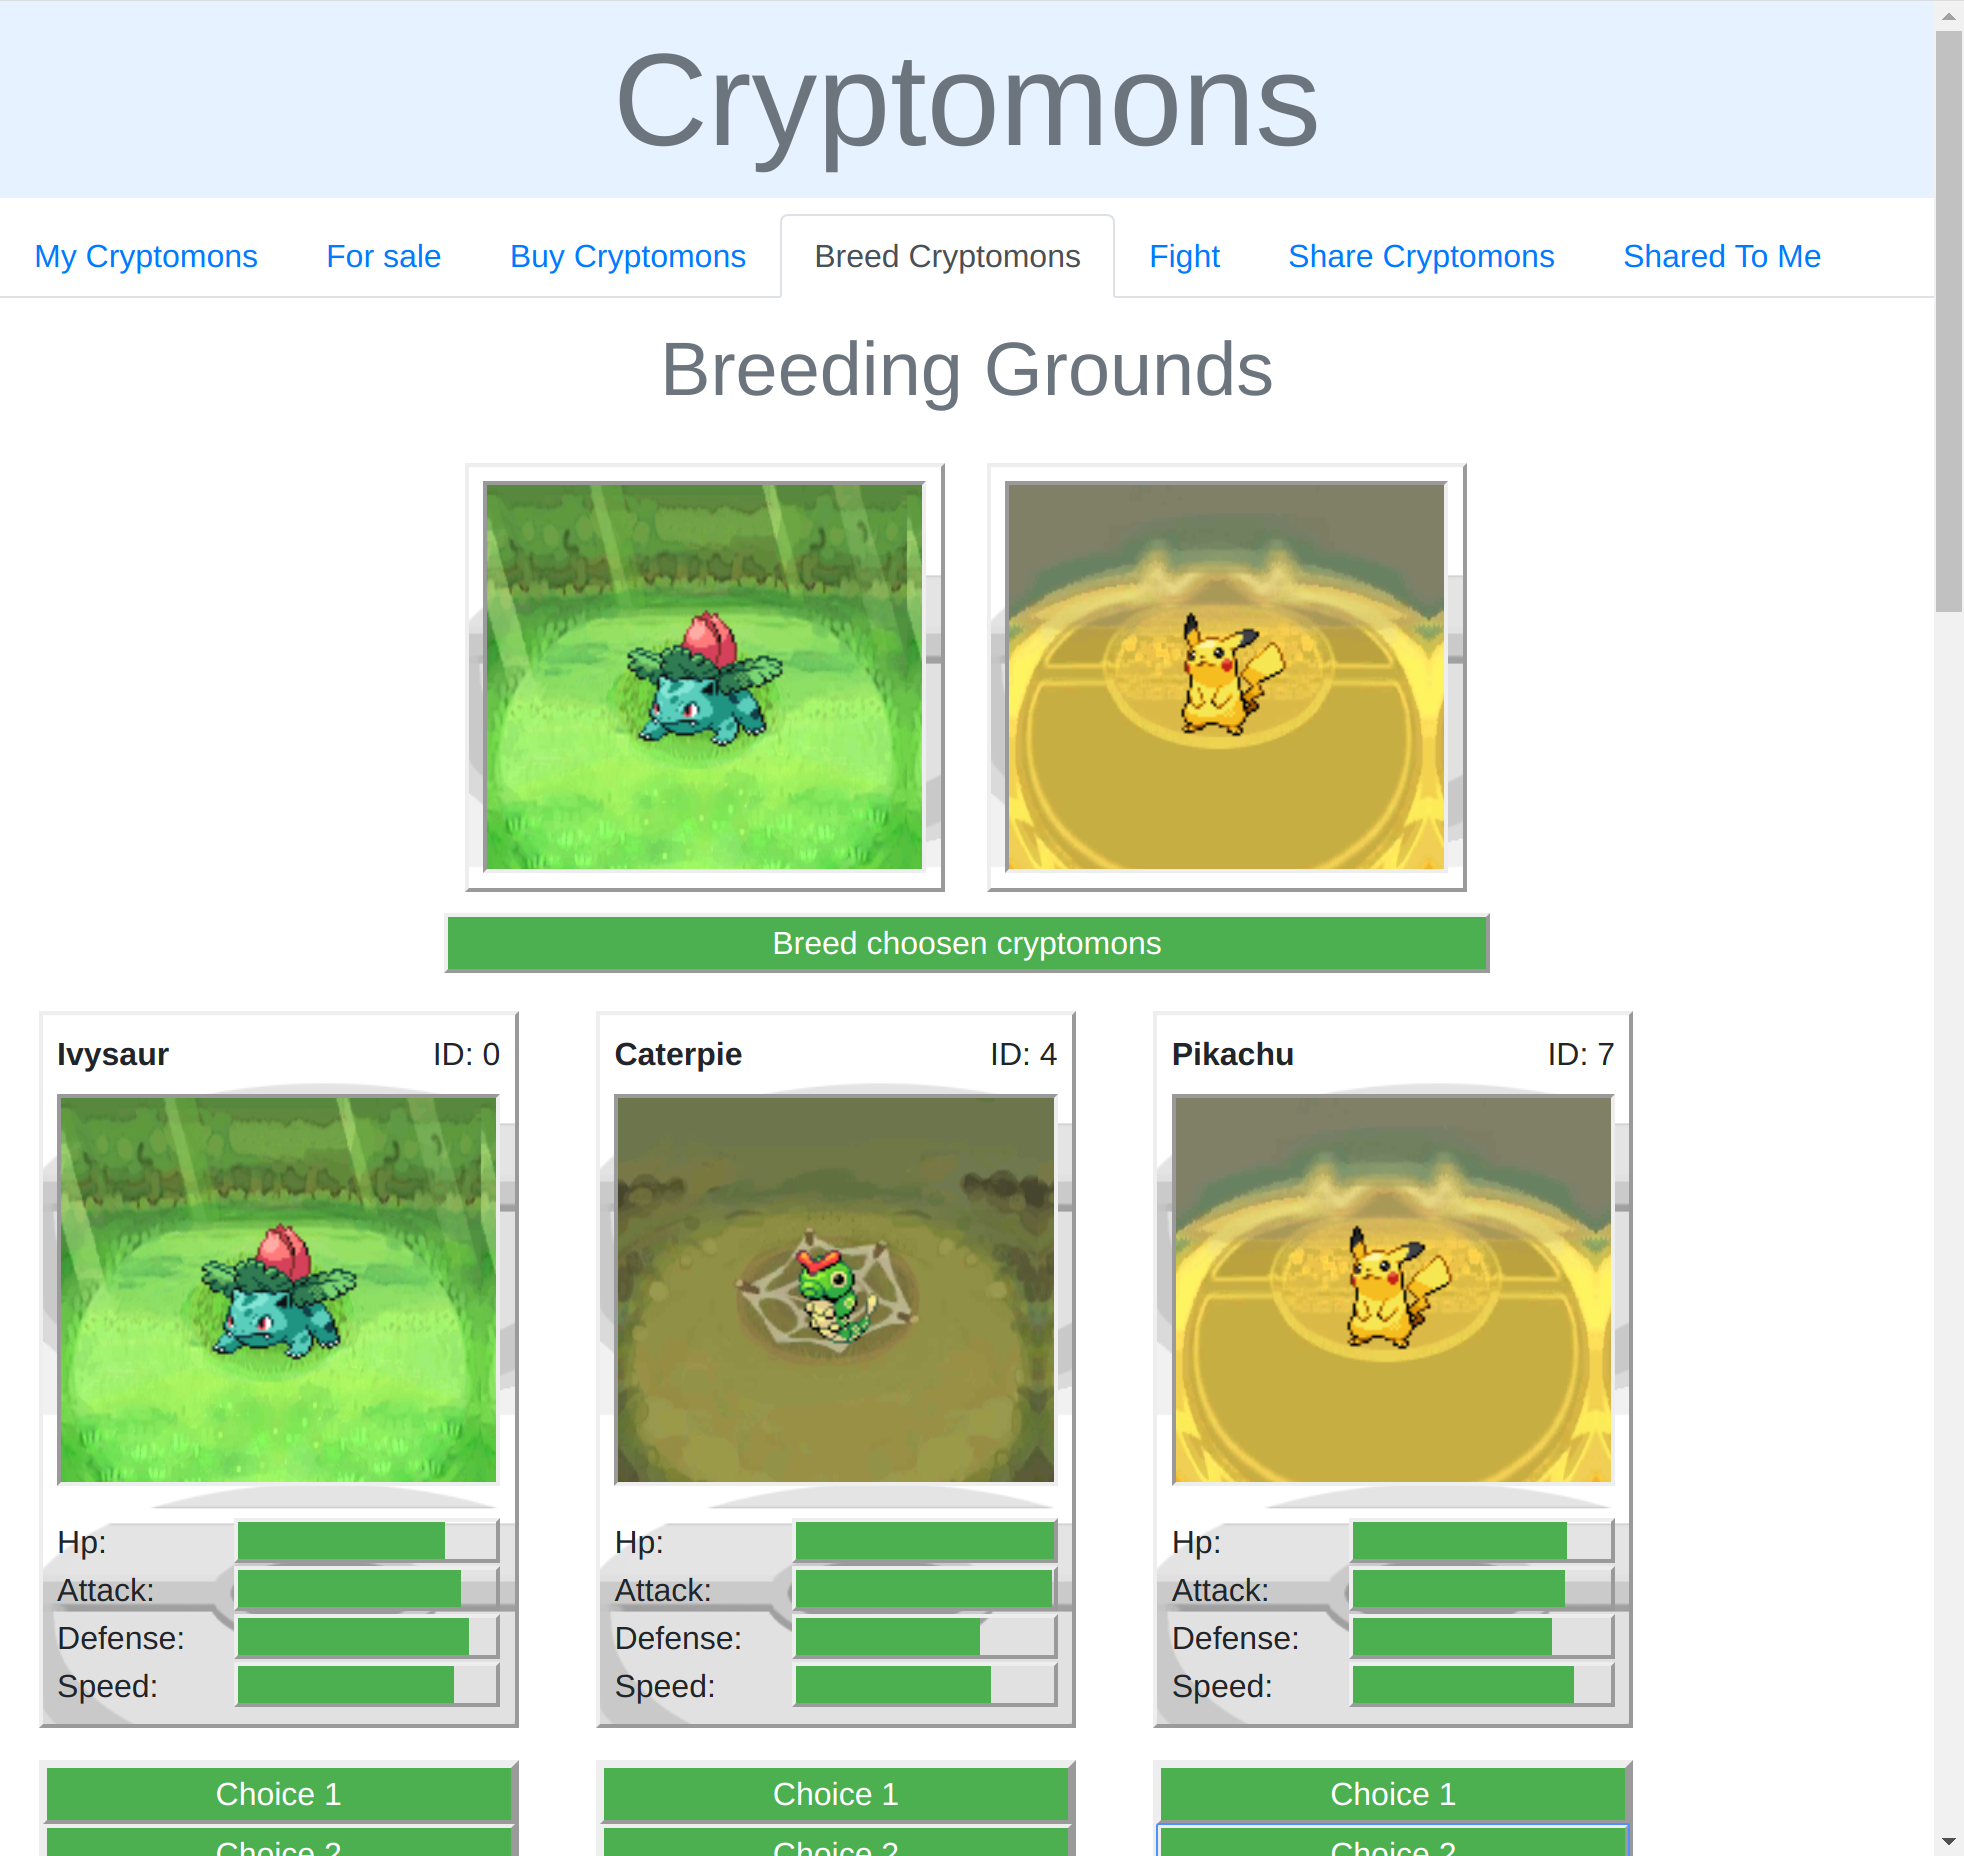 Cryptomons
My Cryptomons For sale Buy Cryptomons Breed Cryptomons Fight Share Cryptomons Shared To Me
Breeding Grounds
Breed choosen cryptomons
Ivysaur ID: 0
Hp:
Attack:
Defense:
Speed:
Choice 1
Choice 2
Caterpie ID: 4
Hp:
Attack:
Defense:
Speed:
Choice 1
Choice 2
Pikachu ID: 7
Hp:
Attack:
Defense:
Speed:
Choice 1
Choice 2